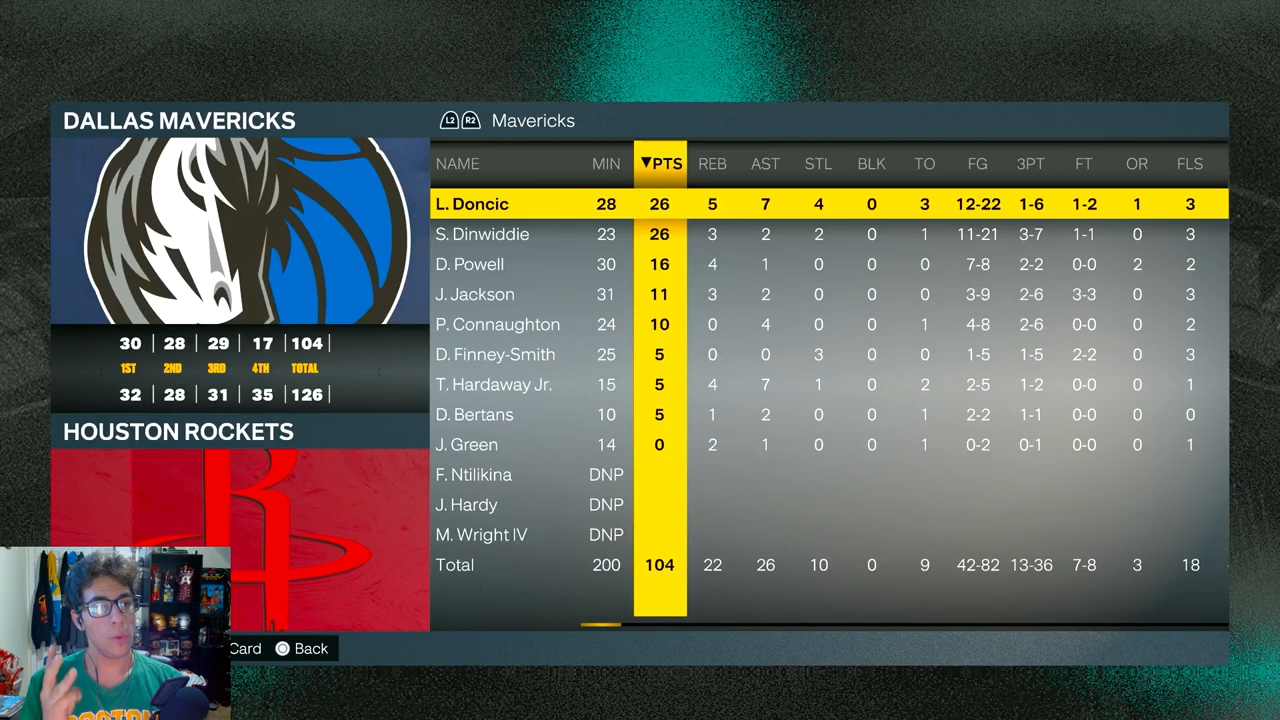 DALLAS MAVERICKS
30 | 28 | 29 | 17 | 104 |
1ST 2ND 3RD 4TH TOTAL
32 | 28 | 31 | 35 | 126 |
HOUSTON ROCKETS
L2 R2 Mavericks
NAME MIN ▼PTS REB AST STL BLK TO FG 3PT FT OR FLS
L. Doncic 28 26 5 7 4 0 3 12-22 1-6 1-2 1 3
S. Dinwiddie 23 26 3 2 2 0 1 11-21 3-7 1-1 0 3
D. Powell 30 16 4 1 0 0 0 7-8 2-2 0-0 2 2
J. Jackson 31 11 3 2 0 0 0 3-9 2-6 3-3 0 3
P. Connaughton 24 10 0 4 0 0 1 4-8 2-6 0-0 0 2
D. Finney-Smith 25 5 0 0 3 0 0 1-5 1-5 2-2 0 3
T. Hardaway Jr. 15 5 4 7 1 0 2 2-5 1-2 0-0 0 1
D. Bertans 10 5 1 2 0 0 1 2-2 1-1 0-0 0 0
J. Green 14 0 2 1 0 0 1 0-2 0-1 0-0 0 1
F. Ntilikina DNP
J. Hardy DNP
M. Wright IV DNP
Total 200 104 22 26 10 0 9 42-82 13-36 7-8 3 18
Card Back